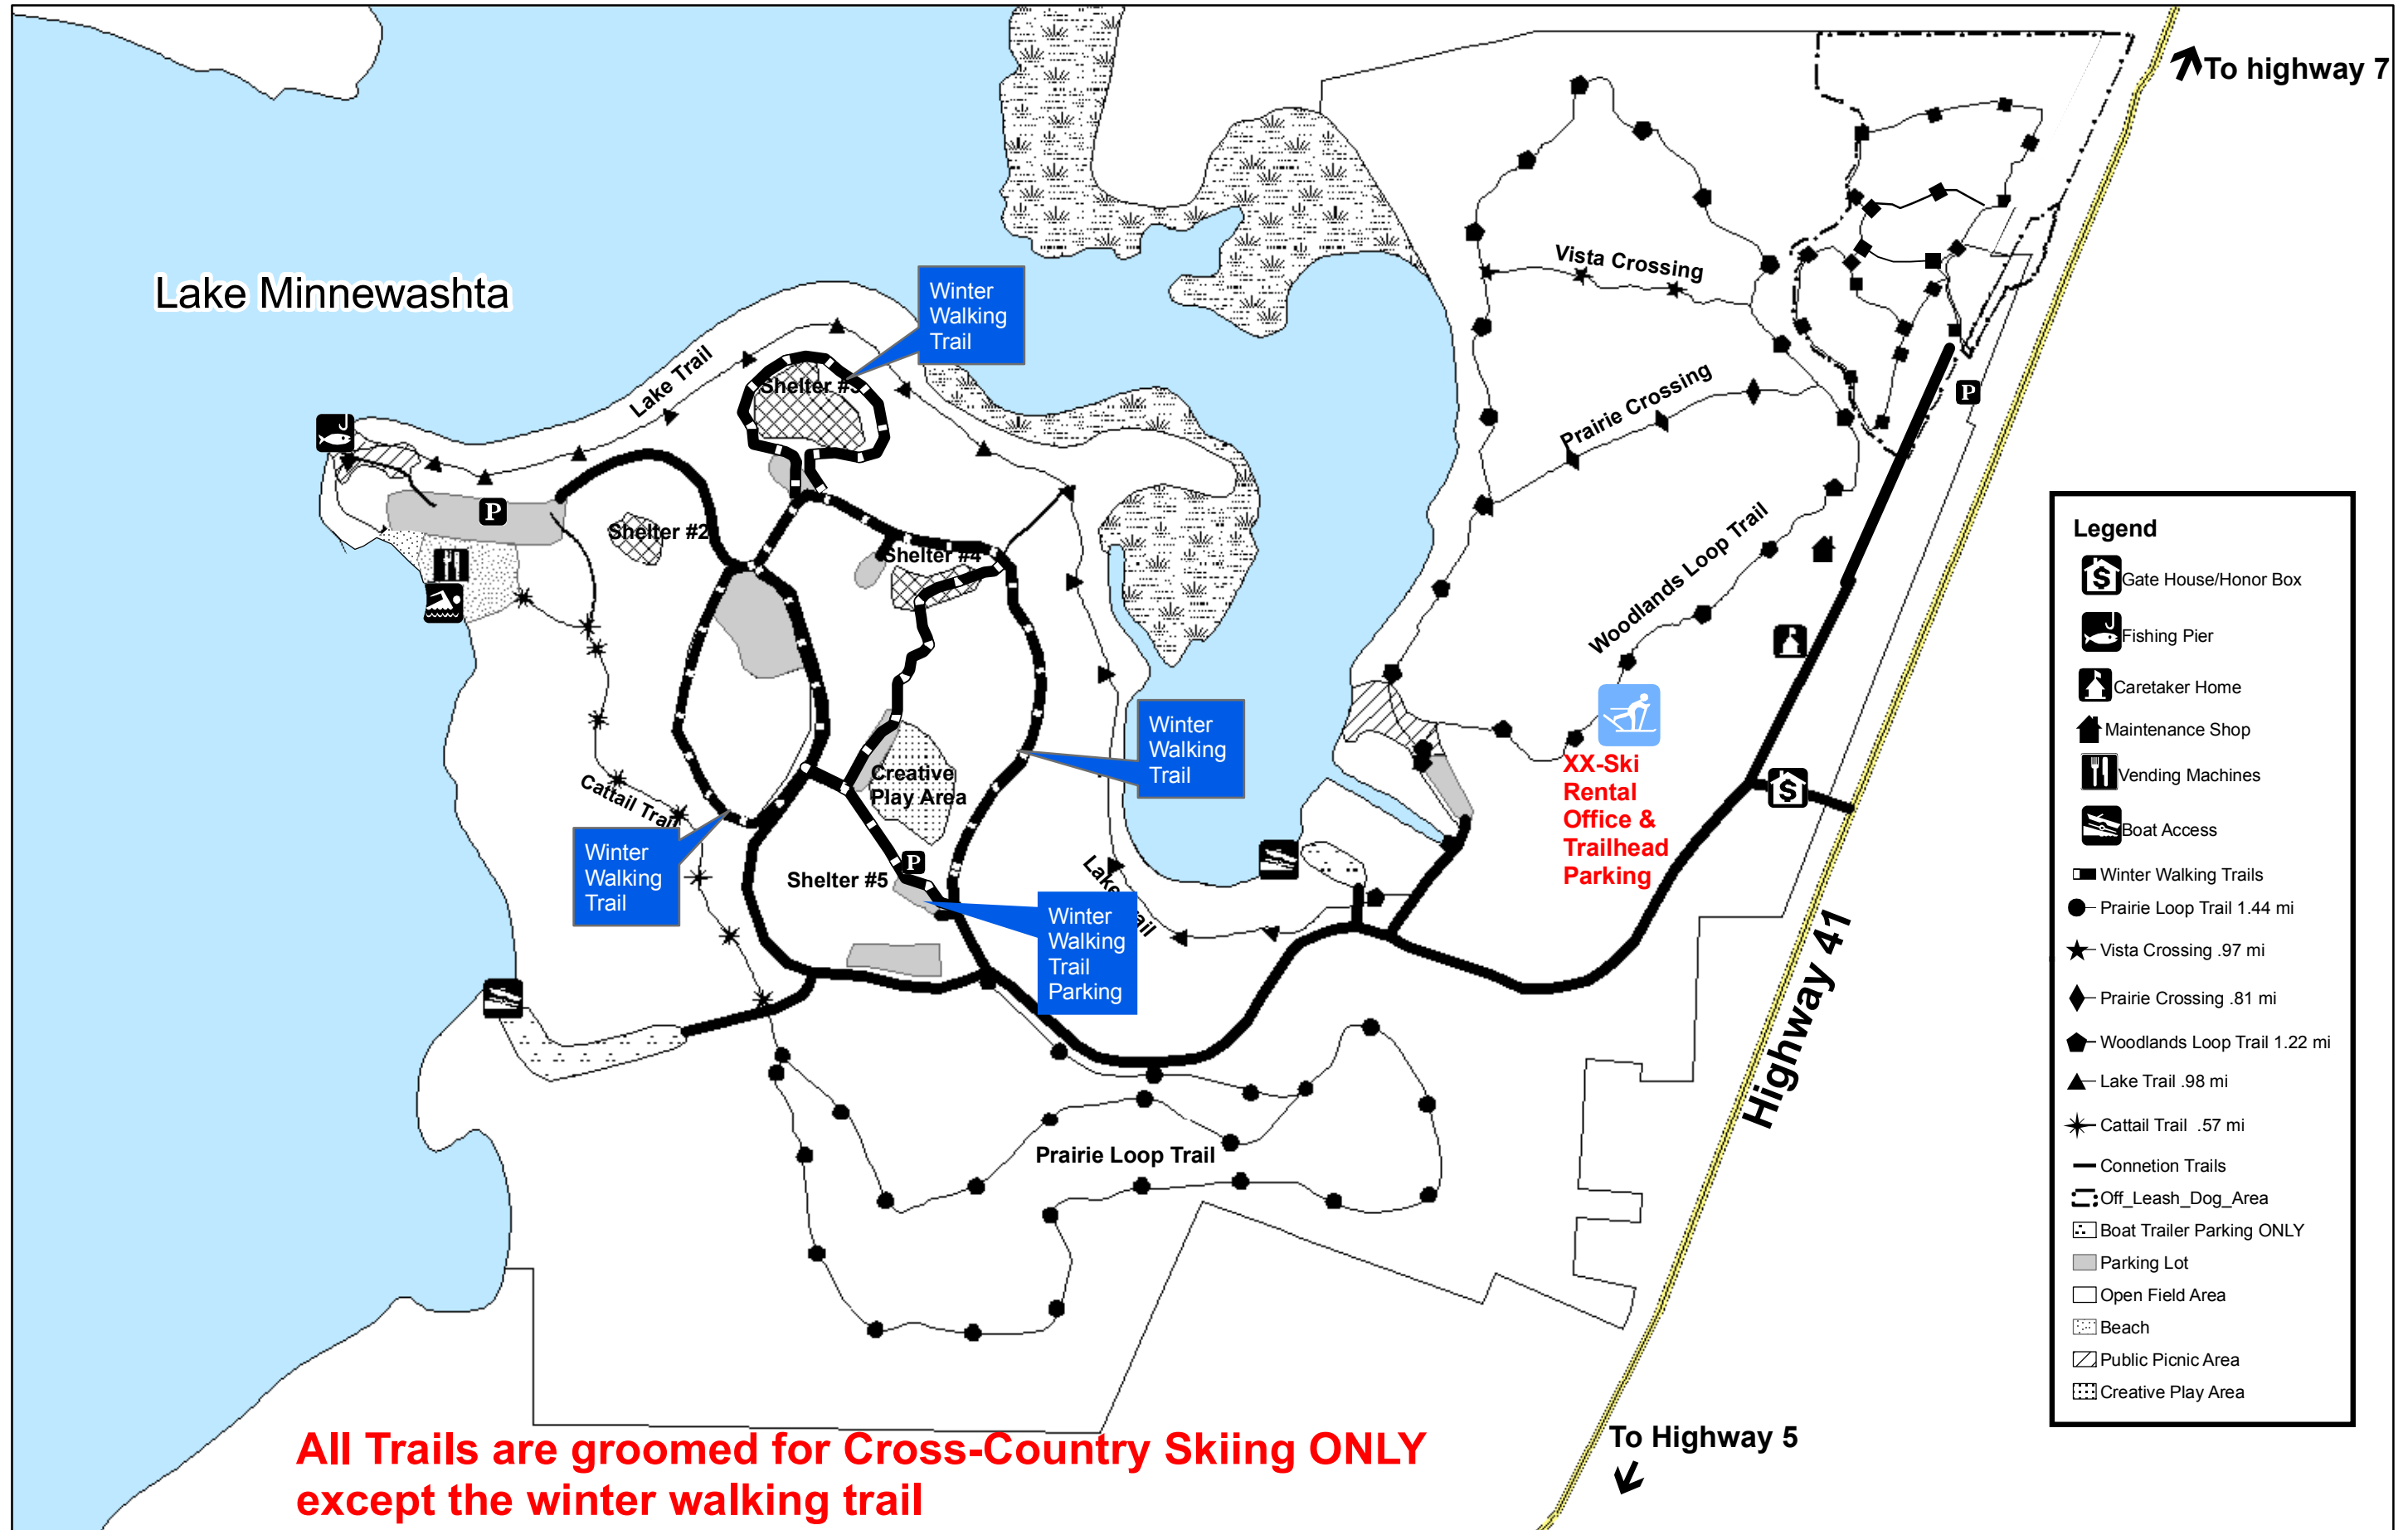 To highway 7
Lake Minnewashta
Winter
Walking
Trail
Vista Crossing
Lake Trail
Shelter #3
Prairie Crossing
P
P
Shelter #2
Shelter #4
Woodlands Loop Trail
Winter
Walking
Trail
Creative
Play Area
Cattail Trail
$
XX-Ski
Rental
Office &
Trailhead
Parking
Winter
Walking
Trail
P
Shelter #5
Winter
Walking
Trail
Parking
Highway 41
Prairie Loop Trail
To Highway 5
All Trails are groomed for Cross-Country Skiing ONLY
except the winter walking trail
Legend
$ Gate House/Honor Box
Fishing Pier
Caretaker Home
Maintenance Shop
Vending Machines
Boat Access
Winter Walking Trails
Prairie Loop Trail 1.44 mi
Vista Crossing .97 mi
Prairie Crossing .81 mi
Woodlands Loop Trail 1.22 mi
Lake Trail .98 mi
Cattail Trail .57 mi
Connetion Trails
Off_Leash_Dog_Area
Boat Trailer Parking ONLY
Parking Lot
Open Field Area
Beach
Public Picnic Area
Creative Play Area